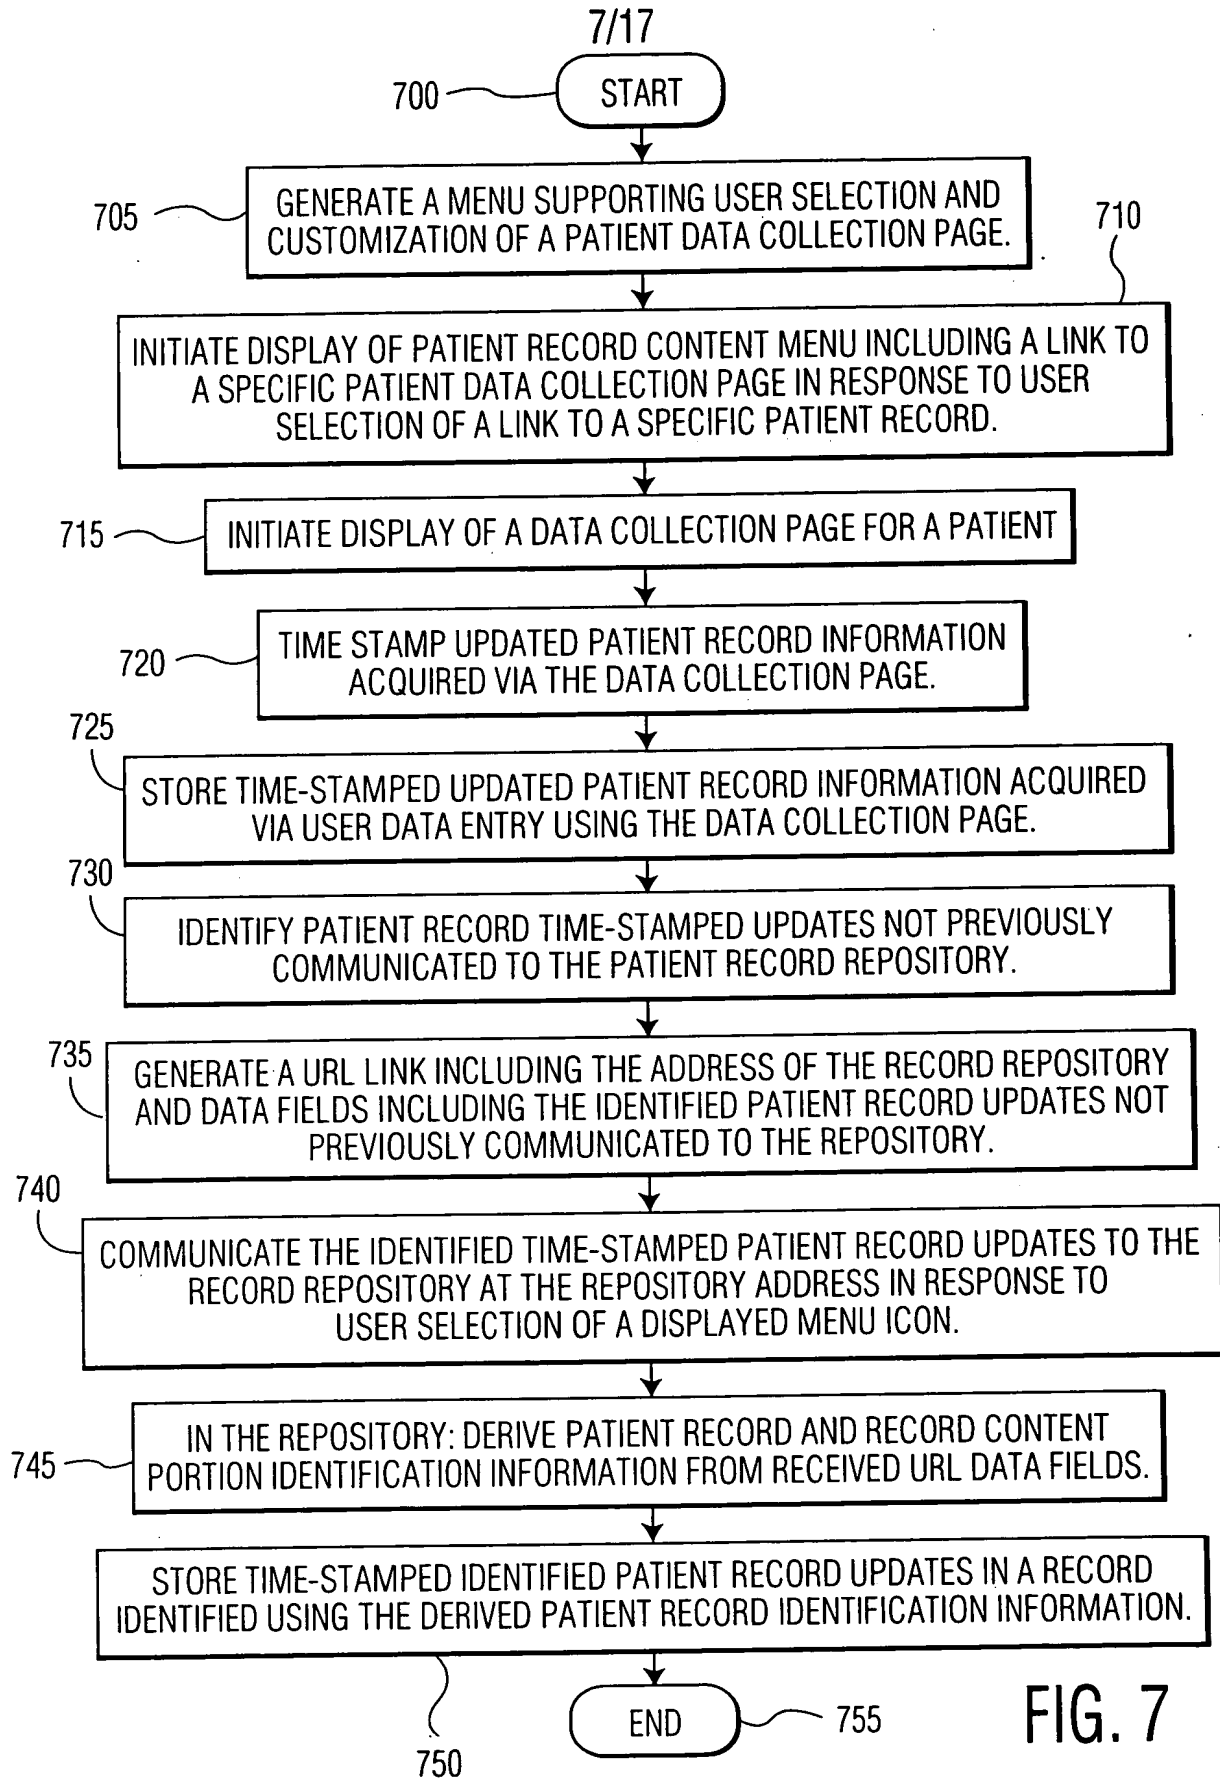 7/17
700
START
705
GENERATE A MENU SUPPORTING USER SELECTION AND
CUSTOMIZATION OF A PATIENT DATA COLLECTION PAGE.
710
INITIATE DISPLAY OF PATIENT RECORD CONTENT MENU INCLUDING A LINK TO
A SPECIFIC PATIENT DATA COLLECTION PAGE IN RESPONSE TO USER
SELECTION OF A LINK TO A SPECIFIC PATIENT RECORD.
715
INITIATE DISPLAY OF A DATA COLLECTION PAGE FOR A PATIENT
720
TIME STAMP UPDATED PATIENT RECORD INFORMATION
ACQUIRED VIA THE DATA COLLECTION PAGE.
725
STORE TIME-STAMPED UPDATED PATIENT RECORD INFORMATION ACQUIRED
VIA USER DATA ENTRY USING THE DATA COLLECTION PAGE.
730
IDENTIFY PATIENT RECORD TIME-STAMPED UPDATES NOT PREVIOUSLY
COMMUNICATED TO THE PATIENT RECORD REPOSITORY.
735
GENERATE A URL LINK INCLUDING THE ADDRESS OF THE RECORD REPOSITORY
AND DATA FIELDS INCLUDING THE IDENTIFIED PATIENT RECORD UPDATES NOT
PREVIOUSLY COMMUNICATED TO THE REPOSITORY.
740
COMMUNICATE THE IDENTIFIED TIME-STAMPED PATIENT RECORD UPDATES TO THE
RECORD REPOSITORY AT THE REPOSITORY ADDRESS IN RESPONSE TO
USER SELECTION OF A DISPLAYED MENU ICON.
745
IN THE REPOSITORY: DERIVE PATIENT RECORD AND RECORD CONTENT
PORTION IDENTIFICATION INFORMATION FROM RECEIVED URL DATA FIELDS.
STORE TIME-STAMPED IDENTIFIED PATIENT RECORD UPDATES IN A RECORD
IDENTIFIED USING THE DERIVED PATIENT RECORD IDENTIFICATION INFORMATION.
750
END
755
FIG. 7